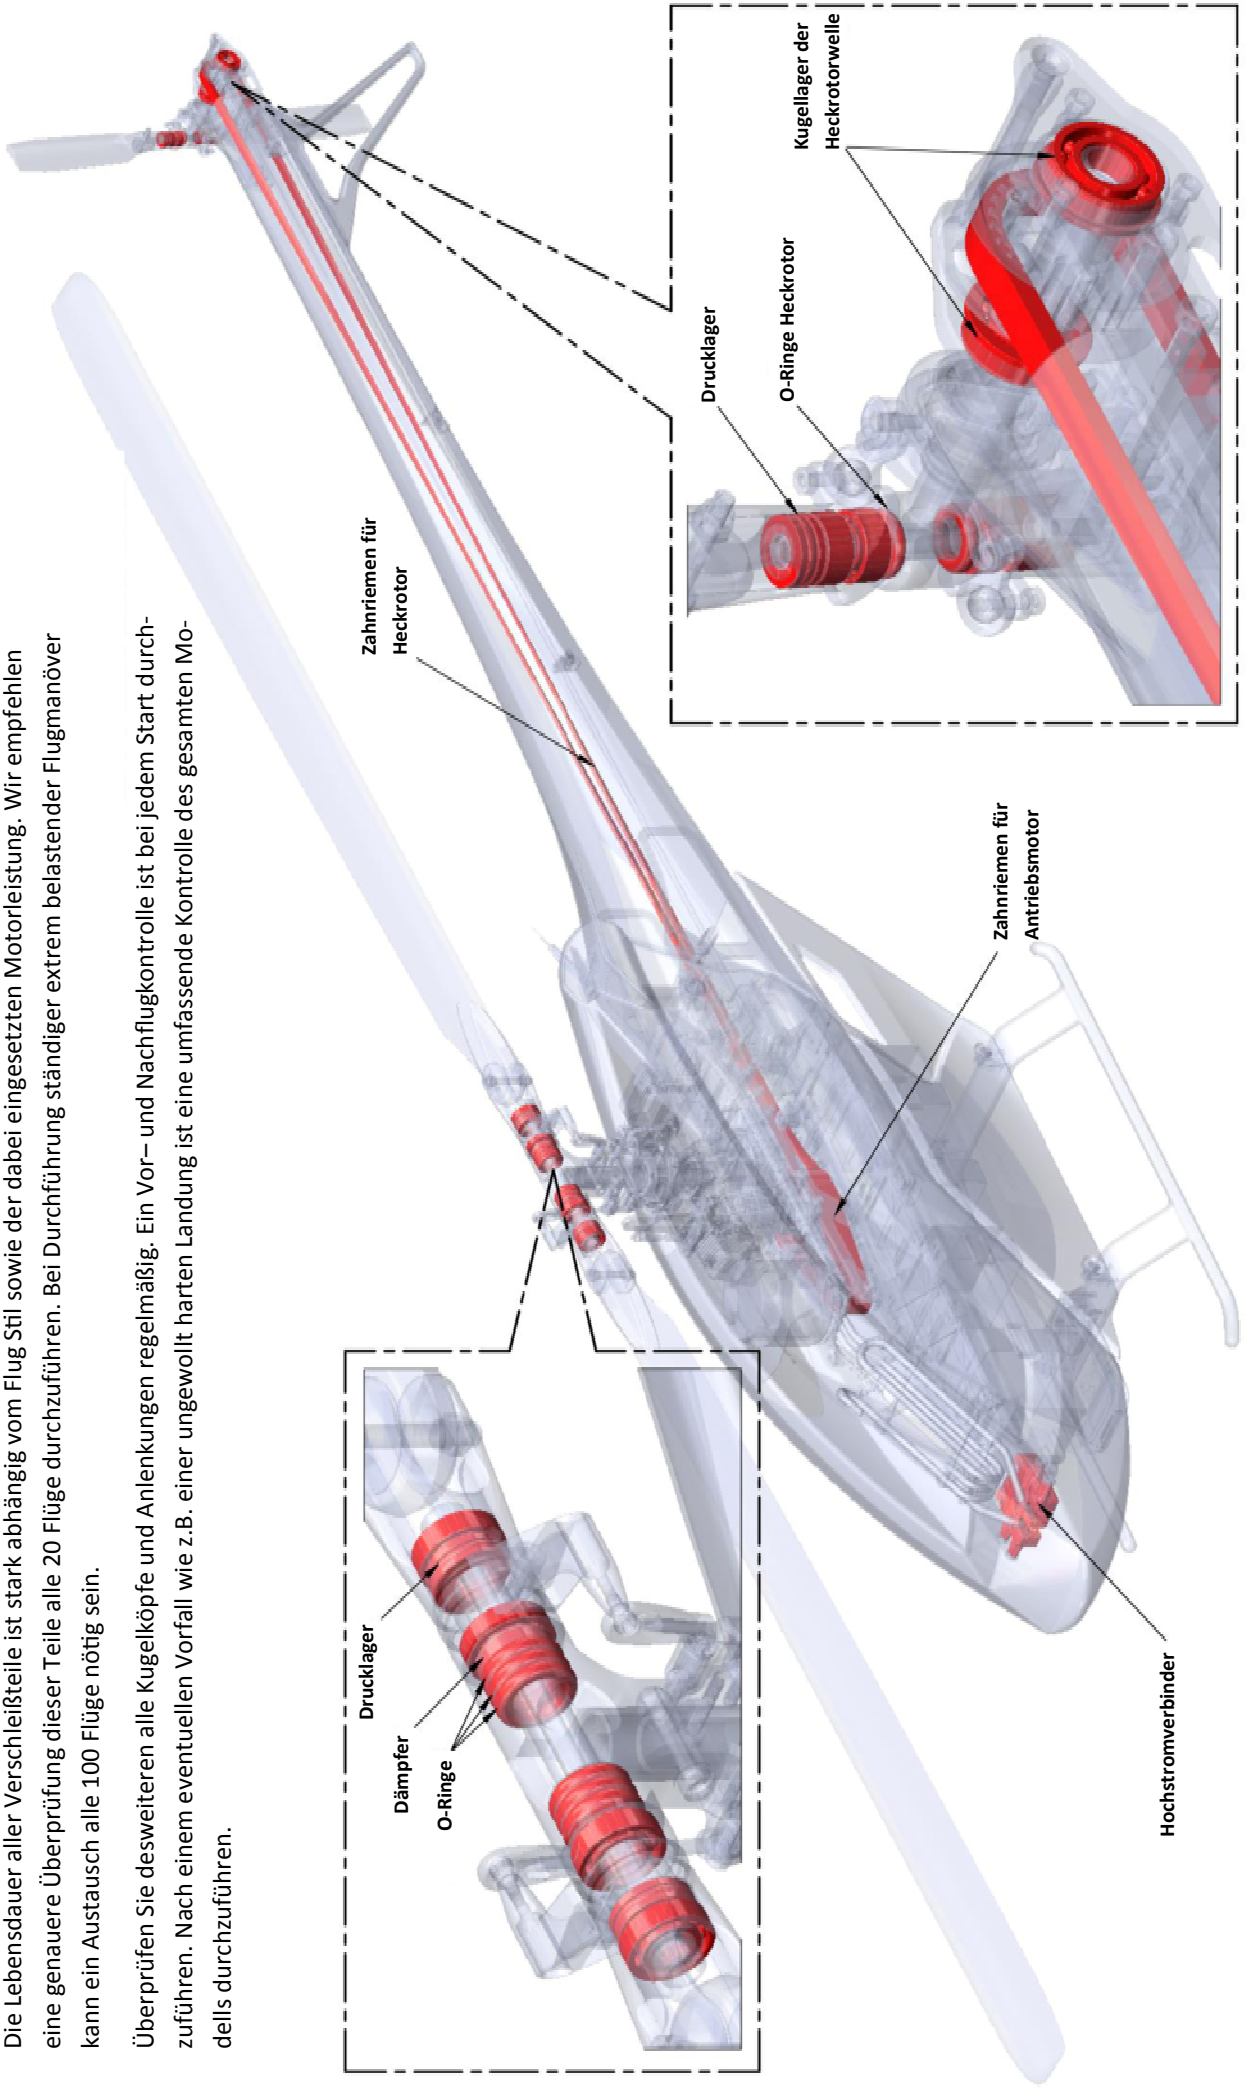 Die Lebensdauer aller Verschleißteile ist stark abhängig vom Flug Stil sowie der dabei eingesetzten Motorleistung. Wir empfehlen
eine genauere Überprüfung dieser Teile alle 20 Flüge durchzuführen. Bei Durchführung ständiger extrem belastender Flugmanöver
kann ein Austausch alle 100 Flüge nötig sein.
Überprüfen Sie desweiteren alle Kugelköpfe und Anlenkungen regelmäßig. Ein Vor– und Nachflugkontrolle ist bei jedem Start durch-
zuführen. Nach einem eventuellen Vorfall wie z.B. einer ungewollt harten Landung ist eine umfassende Kontrolle des gesamten Mo-
dells durchzuführen.
Drucklager
Dämpfer
O-Ringe
Zahnriemen für
Heckrotor
Drucklager
O-Ringe Heckrotor
Kugellager der
Heckrotorwelle
Zahnriemen für
Antriebsmotor
Hochstromverbinder